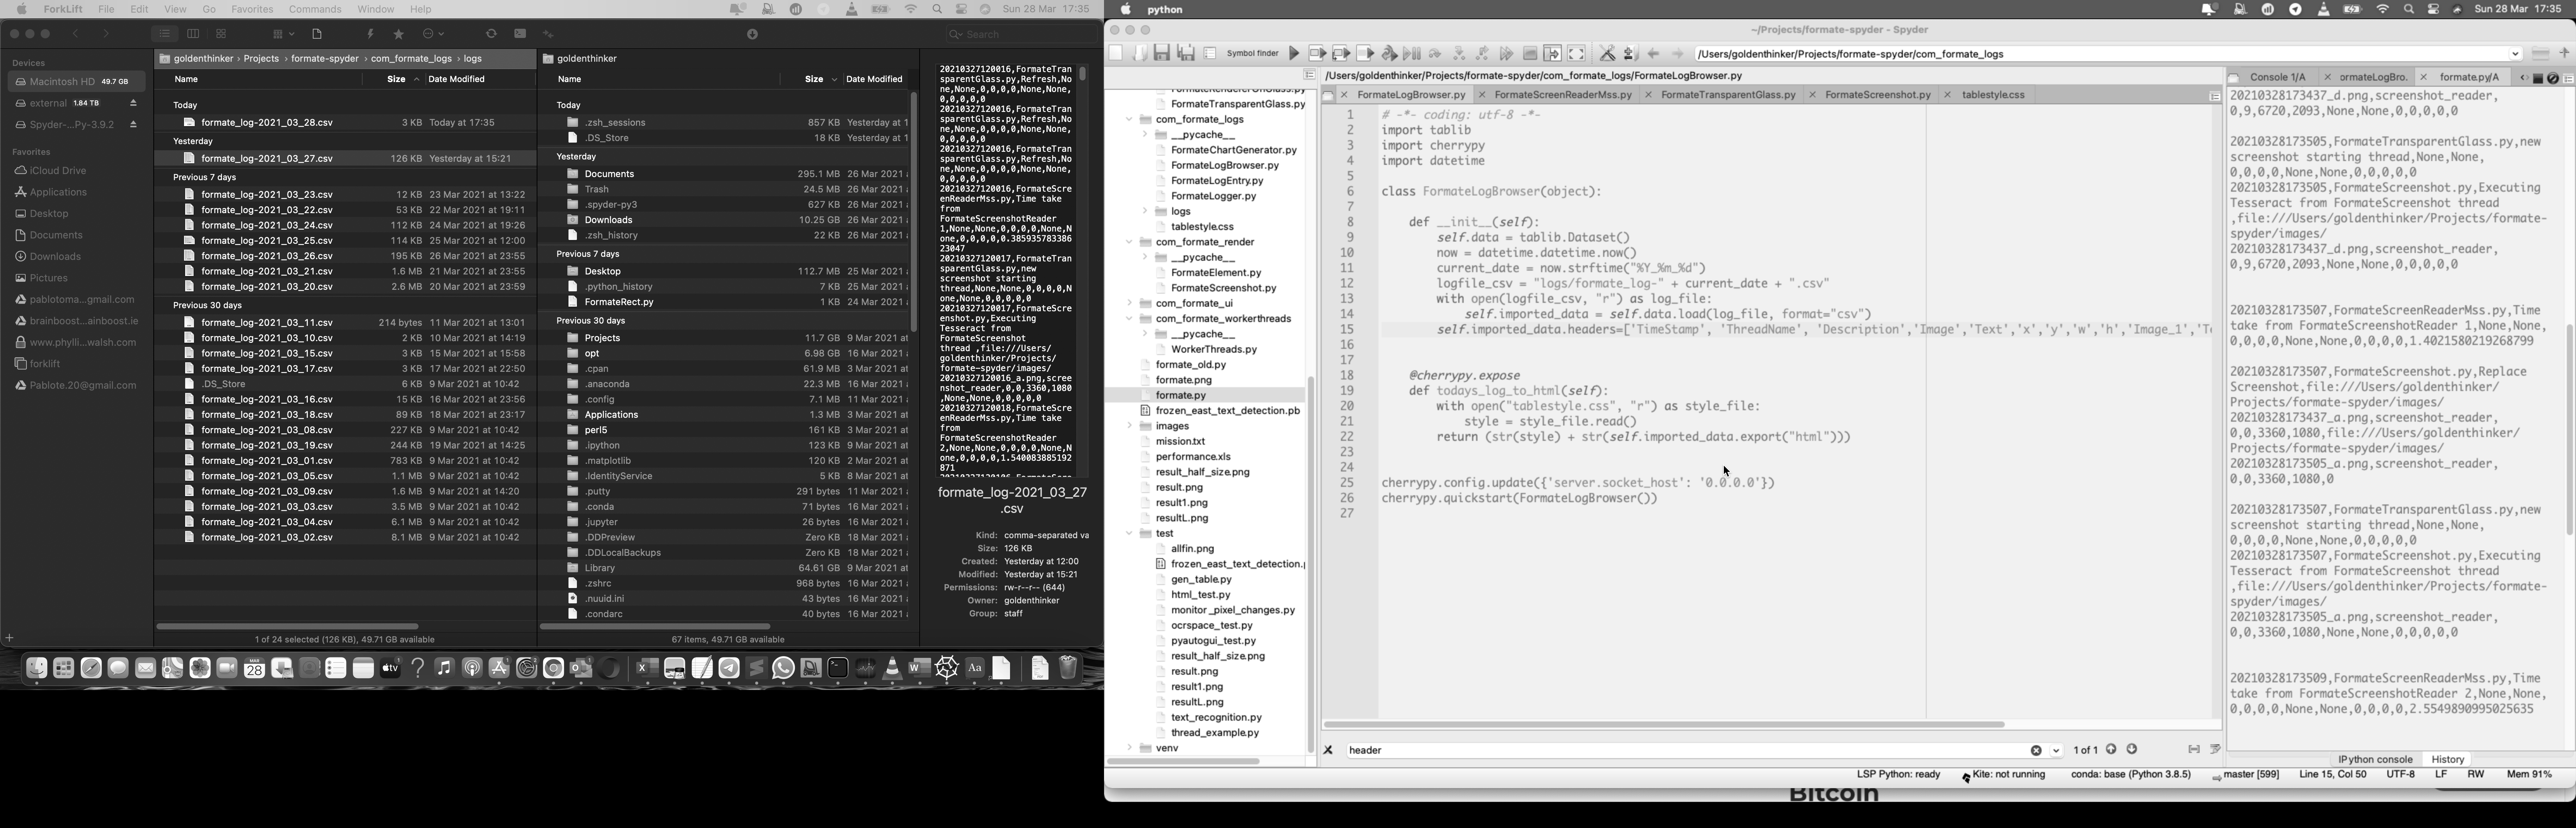 ForkLift File Edit View Go Favorites Commands Window Help
Sun 28 Mar 17:35
Search
Devices
Macintosh HD 49.7 GB
external 1.84 TB
Spyder-...Py-3.9.2
Favorites
iCloud Drive
Applications
Desktop
Documents
Downloads
Pictures
pablotoma...gmail.com
brainboost...ainboost.ie
www.phylli...walsh.com
forklift
Pablote.20@gmail.com
goldenthinker › Projects › formate-spyder › com_formate_logs › logs
Name Size Date Modified
Today
formate_log-2021_03_28.csv 3 KB Today at 17:35
Yesterday
formate_log-2021_03_27.csv 126 KB Yesterday at 15:21
Previous 7 days
formate_log-2021_03_23.csv 12 KB 23 Mar 2021 at 13:22
formate_log-2021_03_22.csv 53 KB 22 Mar 2021 at 19:11
formate_log-2021_03_24.csv 112 KB 24 Mar 2021 at 19:26
formate_log-2021_03_25.csv 114 KB 25 Mar 2021 at 12:00
formate_log-2021_03_26.csv 195 KB 26 Mar 2021 at 23:55
formate_log-2021_03_21.csv 1.6 MB 21 Mar 2021 at 23:55
formate_log-2021_03_20.csv 2.6 MB 20 Mar 2021 at 23:59
Previous 30 days
formate_log-2021_03_11.csv 214 bytes 11 Mar 2021 at 13:01
formate_log-2021_03_10.csv 2 KB 10 Mar 2021 at 14:19
formate_log-2021_03_15.csv 3 KB 15 Mar 2021 at 15:58
formate_log-2021_03_17.csv 3 KB 17 Mar 2021 at 22:50
.DS_Store 6 KB 9 Mar 2021 at 10:42
formate_log-2021_03_16.csv 15 KB 16 Mar 2021 at 23:56
formate_log-2021_03_18.csv 89 KB 18 Mar 2021 at 23:17
formate_log-2021_03_08.csv 227 KB 9 Mar 2021 at 10:42
formate_log-2021_03_19.csv 244 KB 19 Mar 2021 at 14:25
formate_log-2021_03_01.csv 783 KB 9 Mar 2021 at 10:42
formate_log-2021_03_05.csv 1.1 MB 9 Mar 2021 at 10:42
formate_log-2021_03_09.csv 1.6 MB 9 Mar 2021 at 14:20
formate_log-2021_03_03.csv 3.5 MB 9 Mar 2021 at 10:42
formate_log-2021_03_04.csv 6.1 MB 9 Mar 2021 at 10:42
formate_log-2021_03_02.csv 8.1 MB 9 Mar 2021 at 10:42
1 of 24 selected (126 KB), 49.71 GB available
goldenthinker
Name Size Date Modified
Today
.zsh_sessions 857 KB Yesterday at 1
.DS_Store 18 KB Yesterday at 1
Yesterday
Documents 295.1 MB 26 Mar 2021
Trash 24.5 MB 26 Mar 2021
.spyder-py3 627 KB 26 Mar 2021
Downloads 10.25 GB 26 Mar 2021
.zsh_history 22 KB 26 Mar 2021
Previous 7 days
Desktop 112.7 MB 25 Mar 2021
.python_history 7 KB 25 Mar 2021
FormateRect.py 1 KB 24 Mar 2021
Previous 30 days
Projects 11.7 GB 9 Mar 2021 at
opt 6.98 GB 16 Mar 2021
.cpan 61.9 MB 3 Mar 2021 at
.anaconda 22.3 MB 16 Mar 2021
.config 7.1 MB 11 Mar 2021
Applications 1.3 MB 3 Mar 2021 at
perl5 161 KB 3 Mar 2021 at
.ipython 123 KB 9 Mar 2021 at
.matplotlib 120 KB 2 Mar 2021 at
.IdentityService 5 KB 8 Mar 2021 at
.putty 291 bytes 11 Mar 2021
.conda 71 bytes 16 Mar 2021
.jupyter 26 bytes 16 Mar 2021
.DDPreview Zero KB 18 Mar 2021
.DDLocalBackups Zero KB 18 Mar 2021
Library 64.61 GB 9 Mar 2021 at
.zshrc 968 bytes 16 Mar 2021
.nuuid.ini 43 bytes 16 Mar 2021
.condarc 40 bytes 16 Mar 2021
67 items, 49.71 GB available
20210327120016,FormateTran
sparentGlass.py,Refresh,No
ne,None,0,0,0,0,None,None,
0,0,0,0,0
20210327120016,FormateTran
sparentGlass.py,Refresh,No
ne,None,0,0,0,0,None,None,
0,0,0,0,0
20210327120016,FormateTran
sparentGlass.py,Refresh,No
ne,None,0,0,0,0,None,None,
0,0,0,0,0
20210327120016,FormateScre
enReaderMss.py,Time take
from
FormateScreenshotReader
1,None,None,0,0,0,0,None,N
one,0,0,0,0,0.385935783386
23047
20210327120017,FormateTran
sparentGlass.py,new
screenshot starting
thread,None,None,0,0,0,0,N
one,None,0,0,0,0,0
20210327120017,FormateScre
enshot.py,Executing
Tesseract from
FormateScreenshot
thread ,file:///Users/
goldenthinker/Projects/
formate-spyder/images/
20210327120016_a.png,scree
nshot_reader,0,0,3360,1080
,None,None,0,0,0,0,0
20210327120018,FormateScre
enReaderMss.py,Time take
from
FormateScreenshotReader
2,None,None,0,0,0,0,None,N
one,0,0,0,0,1.540083885192
871
formate_log-2021_03_27
.csv
Kind: comma-separated va
Size: 126 KB
Created: Yesterday at 12:00
Modified: Yesterday at 15:21
Permissions: rw-r--r-- (644)
Owner: goldenthinker
Group: staff
MAR
28
tv
Aa
python
Sun 28 Mar 17:35
~/Projects/formate-spyder - Spyder
Symbol finder
/Users/goldenthinker/Projects/formate-spyder/com_formate_logs
FormateTransparentGlass.py
com_formate_logs
__pycache__
FormateChartGenerator.py
FormateLogBrowser.py
FormateLogEntry.py
FormateLogger.py
logs
tablestyle.css
com_formate_render
__pycache__
FormateElement.py
FormateScreenshot.py
com_formate_ui
com_formate_workerthreads
__pycache__
WorkerThreads.py
formate_old.py
formate.png
formate.py
frozen_east_text_detection.pb
images
mission.txt
performance.xls
result_half_size.png
result.png
result1.png
resultL.png
test
allfin.png
frozen_east_text_detection.p
gen_table.py
html_test.py
monitor _pixel_changes.py
ocrspace_test.py
pyautogui_test.py
result_half_size.png
result.png
result1.png
resultL.png
text_recognition.py
thread_example.py
venv
/Users/goldenthinker/Projects/formate-spyder/com_formate_logs/FormateLogBrowser.py
FormateLogBrowser.py FormateScreenReaderMss.py FormateTransparentGlass.py FormateScreenshot.py tablestyle.css
1 # -*- coding: utf-8 -*-
2 import tablib
3 import cherrypy
4 import datetime
5
6 class FormateLogBrowser(object):
7
8 def __init__(self):
9 self.data = tablib.Dataset()
10 now = datetime.datetime.now()
11 current_date = now.strftime("%Y_%m_%d")
12 logfile_csv = "logs/formate_log-" + current_date + ".csv"
13 with open(logfile_csv, "r") as log_file:
14 self.imported_data = self.data.load(log_file, format="csv")
15 self.imported_data.headers=['TimeStamp', 'ThreadName', 'Description','Image','Text','x','y','w','h','Image_1','Te
16
17
18 @cherrypy.expose
19 def todays_log_to_html(self):
20 with open("tablestyle.css", "r") as style_file:
21 style = style_file.read()
22 return (str(style) + str(self.imported_data.export("html")))
23
24
25 cherrypy.config.update({'server.socket_host': '0.0.0.0'})
26 cherrypy.quickstart(FormateLogBrowser())
27
header
1 of 1
Console 1/A ormateLogBro. formate.py/A
20210328173437_d.png,screenshot_reader,
0,9,6720,2093,None,None,0,0,0,0,0
20210328173505,FormateTransparentGlass.py,new
screenshot starting thread,None,None,
0,0,0,0,None,None,0,0,0,0,0
20210328173505,FormateScreenshot.py,Executing
Tesseract from FormateScreenshot thread
,file:///Users/goldenthinker/Projects/formate-
spyder/images/
20210328173437_d.png,screenshot_reader,
0,9,6720,2093,None,None,0,0,0,0,0
20210328173507,FormateScreenReaderMss.py,Time
take from FormateScreenshotReader 1,None,None,
0,0,0,0,None,None,0,0,0,0,1.4021580219268799
20210328173507,FormateScreenshot.py,Replace
Screenshot,file:///Users/goldenthinker/
Projects/formate-spyder/images/
20210328173437_a.png,screenshot_reader,
0,0,3360,1080,file:///Users/goldenthinker/
Projects/formate-spyder/images/
20210328173505_a.png,screenshot_reader,
0,0,3360,1080,0
20210328173507,FormateTransparentGlass.py,new
screenshot starting thread,None,None,
0,0,0,0,None,None,0,0,0,0,0
20210328173507,FormateScreenshot.py,Executing
Tesseract from FormateScreenshot thread
,file:///Users/goldenthinker/Projects/formate-
spyder/images/
20210328173505_a.png,screenshot_reader,
0,0,3360,1080,None,None,0,0,0,0,0
20210328173509,FormateScreenReaderMss.py,Time
take from FormateScreenshotReader 2,None,None,
0,0,0,0,None,None,0,0,0,0,2.5549890995025635
IPython console History
LSP Python: ready Kite: not running conda: base (Python 3.8.5) master [599] Line 15, Col 50 UTF-8 LF RW Mem 91%
Bitcoin